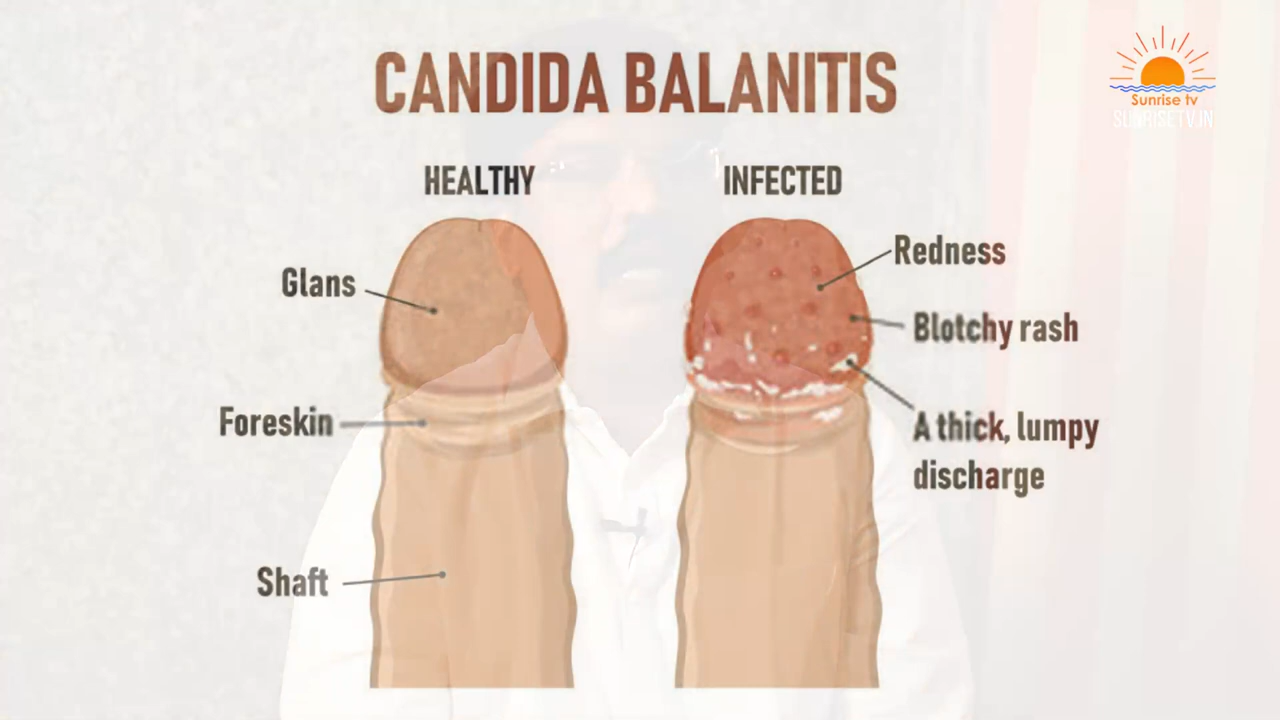 CANDIDA BALANITIS
Sunrise tv
SUNRISETV.IN
HEALTHY
INFECTED
Glans
Redness
Blotchy rash
Foreskin
A thick, lumpy
discharge
Shaft